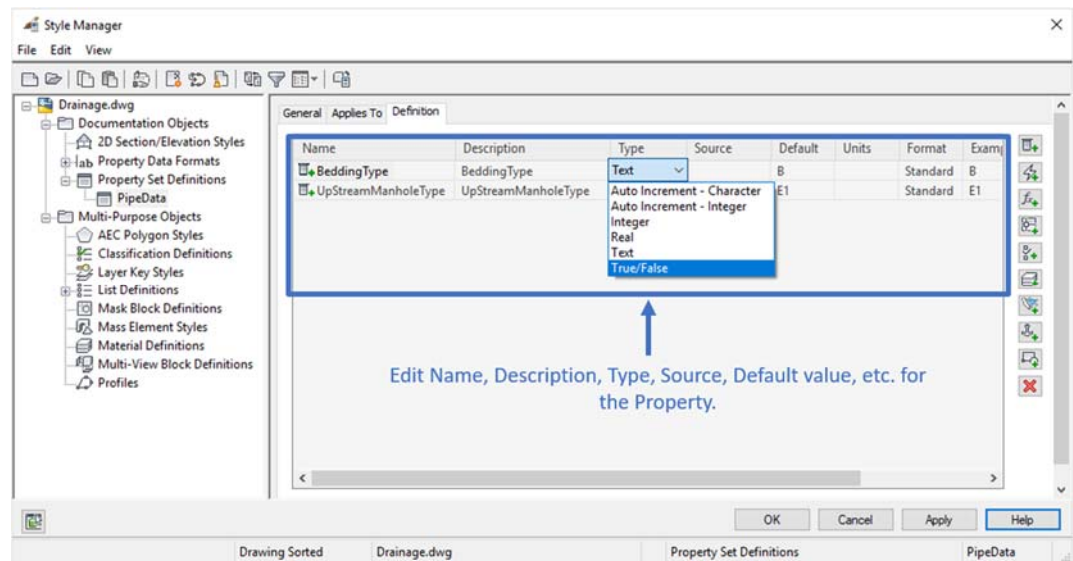 Style Manager
File Edit View
Drainage.dwg
Documentation Objects
2D Section/Elevation Styles
ab Property Data Formats
Property Set Definitions
PipeData
Multi-Purpose Objects
AEC Polygon Styles
Classification Definitions
Layer Key Styles
List Definitions
Mask Block Definitions
Mass Element Styles
Material Definitions
Multi-View Block Definitions
Profiles
General Applies To Definition
Name Description Type Source Default Units Format Examp
BeddingType BeddingType Text B Standard B
UpStreamManholeType UpStreamManholeType E1 Standard E1
Auto Increment - Character
Auto Increment - Integer
Integer
Real
Text
True/False
Edit Name, Description, Type, Source, Default value, etc. for
the Property.
OK Cancel Apply Help
Drawing Sorted Drainage.dwg Property Set Definitions PipeData